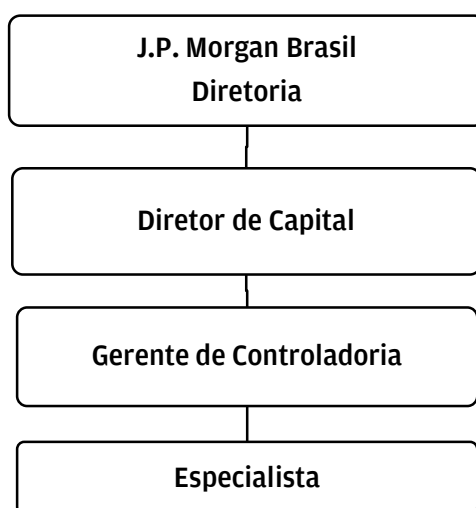 J.P. Morgan Brasil
Diretoria
Diretor de Capital
Gerente de Controladoria
Especialista